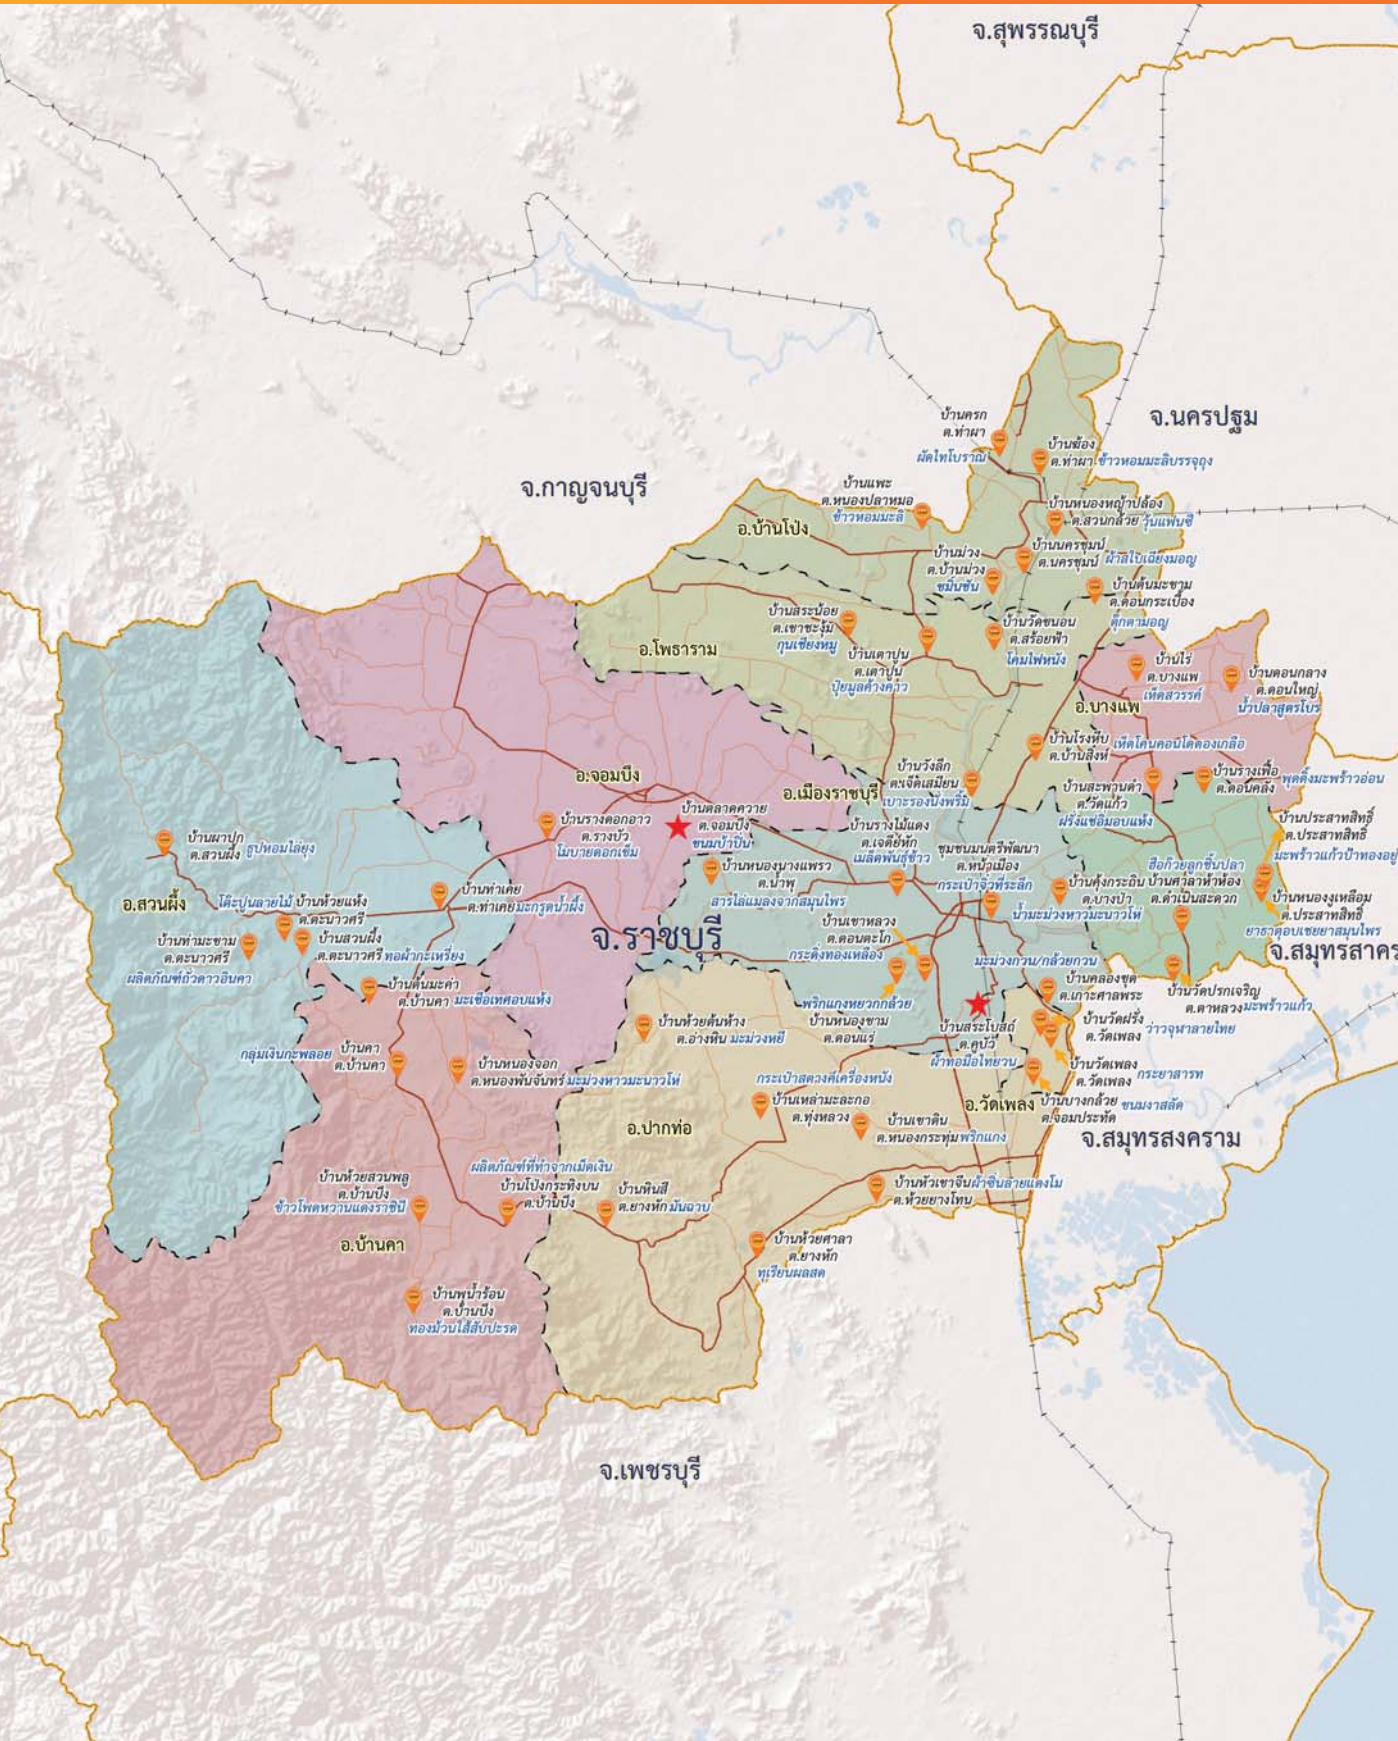 จ.สุพรรณบุรี
จ.นครปฐม
จ.กาญจนบุรี
บ้านครก
ต.ท่าผา
ผัดไทโบราณ
บ้านฆ้อง
ต.ท่าผา ข้าวหอมมะลิบรรจุถุง
บ้านแพะ
ต.หนองปลาหมอ
ข้าวหอมมะลิ
อ.บ้านโป่ง
บ้านหนองหญ้าปล้อง
ต.สวนกล้วย วุ้นแฟนซี
บ้านม่วง
ต.บ้านม่วง
ขมิ้นชัน
บ้านนครชุมน์
ต.นครชุมน์ ผ้าสไบเฉียงมอญ
บ้านต้นมะขาม
ต.ดอนกระเบื้อง
ตุ๊กตามอญ
บ้านสระน้อย
ต.เขาชะงุ้ม
กุนเชียงหมู
บ้านเตาปูน
ต.เตาปูน
ปุ๋ยมูลค้างคาว
บ้านวัดขนอน
ต.สร้อยฟ้า
โคมไฟหนัง
อ.โพธาราม
บ้านไร่
ต.บางแพ
เห็ดสวรรค์
บ้านดอนกลาง
ต.ดอนใหญ่
น้ำปลาสูตรโบร
อ.บางแพ
บ้านโรงหีบ
ต.บ้านสิงห์
เห็ดโคนคอนโดดองเกลือ
บ้านวังลึก
ต.เจ็ดเสมียน
เบาะรองนั่งพรีม
บ้านสะพานดำ
ต.วัดแก้ว
ฝรั่งแช่อิ่มอบแห้ง
บ้านรางเฟื้อ
ต.ดอนคลัง
พุดดิ้งมะพร้าวอ่อน
อ.จอมบึง
อ.เมืองราชบุรี
บ้านรางดอกอาว
ต.รางบัว
โมบายดอกเข็ม
บ้านตลาดควาย
ต.จอมบึง
ขนมบ้าบิ่น
บ้านรางไม้แดง
ต.เจดีย์หัก
เมล็ดพันธุ์ข้าว
ชุมชนมนตรีพัฒนา
ต.หน้าเมือง
กระเป๋าจิ๋วที่ระลึก
บ้านประสาทสิทธิ์
ต.ประสาทสิทธิ์
มะพร้าวแก้วป้าทองอยู่
บ้านผาปก
ต.สวนผึ้ง
ธูปหอมไล่ยุง
บ้านหนองนางแพรว
ต.น้ำพุ
สารไล่แมลงจากสมุนไพร
บ้านคุ้งกระถิน
ต.บางป่า
น้ำมะม่วงหาวมะนาวโห่
ฮือก๊วยลูกชิ้นปลา
บ้านศาลาห้าห้อง
ต.ดำเนินสะดวก
บ้านหนองงูเหลือม
ต.ประสาทสิทธิ์
ยาธาตุอบเชยยาสมุนไพร
จ.สมุทรสาคร
อ.สวนผึ้ง
โต๊ะปูนลายไม้
บ้านห้วยแห้ง
ต.ตะนาวศรี
บ้านท่าเคย
ต.ท่าเคย มะกรูดน้ำผึ้ง
บ้านท่ามะขาม
ต.ตะนาวศรี
ผลิตภัณฑ์ถั่วดาวอินคา
บ้านสวนผึ้ง
ต.ตะนาวศรี ทอผ้ากะเหรี่ยง
จ.ราชบุรี
บ้านเขาหลวง
ต.ดอนตะโก
กระดิ่งทองเหลือง
มะม่วงกวน/กล้วยกวน
บ้านคลองขุด
ต.เกาะศาลพระ
บ้านวัดปรกเจริญ
ต.ตาหลวง มะพร้าวแก้ว
บ้านต้นมะค่า
ต.บ้านคา มะเขือเทศอบแห้ง
พริกแกงหยวกกล้วย
บ้านหนองขาม
ต.ดอนแร่
บ้านสระโบสถ์
ต.คูบัว
ผ้าทอมือไทยวน
บ้านวัดฝรั่ง
ต.วัดเพลง
ว่าวจุฬาลายไทย
กลุ่มเงินกะพลอย
บ้านคา
ต.บ้านคา
บ้านห้วยต้นห้าง
ต.อ่างหิน มะม่วงหยี
บ้านหนองจอก
ต.หนองพันจันทร์ มะม่วงหาวมะนาวโห่
บ้านวัดเพลง
ต.วัดเพลง
กระยาสารท
กระเป๋าสตางค์เครื่องหนัง
บ้านเหล่ามะละกอ
ต.ทุ่งหลวง
อ.วัดเพลง
บ้านบางกล้วย
ต.จอมประทัด
ขนมงาสลัด
อ.ปากท่อ
บ้านเขาดิน
ต.หนองกระทุ่ม พริกแกง
จ.สมุทรสงคราม
ผลิตภัณฑ์ที่ทำจากเม็ดเงิน
บ้านโป่งกระทิงบน
ต.บ้านบึง
บ้านห้วยสวนพลู
ต.บ้านบึง
ข้าวโพดหวานแดงราชินี
บ้านหินสี
ต.ยางหัก มันฉาบ
บ้านหัวเขาจีน ผ้าซิ่นลายแตงโม
ต.ห้วยยางโทน
อ.บ้านคา
บ้านห้วยศาลา
ต.ยางหัก
ทุเรียนผลสด
บ้านพุน้ำร้อน
ต.บ้านบึง
ทองม้วนไส้สับปะรด
จ.เพชรบุรี